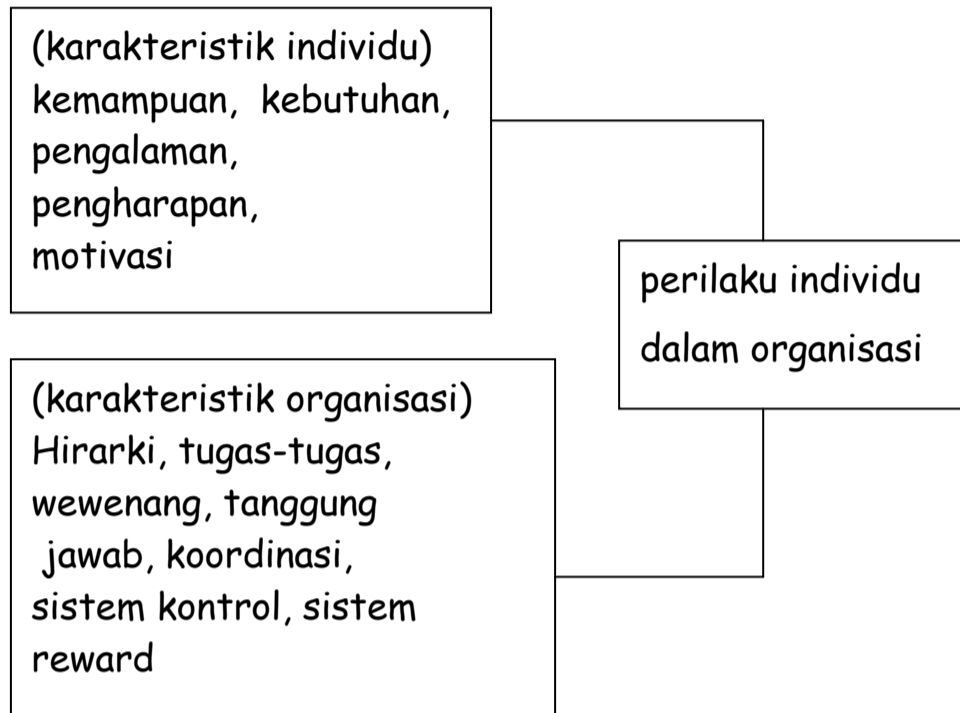 (karakteristik individu)
kemampuan, kebutuhan,
pengalaman,
pengharapan,
motivasi
perilaku individu
dalam organisasi
(karakteristik organisasi)
Hirarki, tugas-tugas,
wewenang, tanggung
jawab, koordinasi,
sistem kontrol, sistem
reward